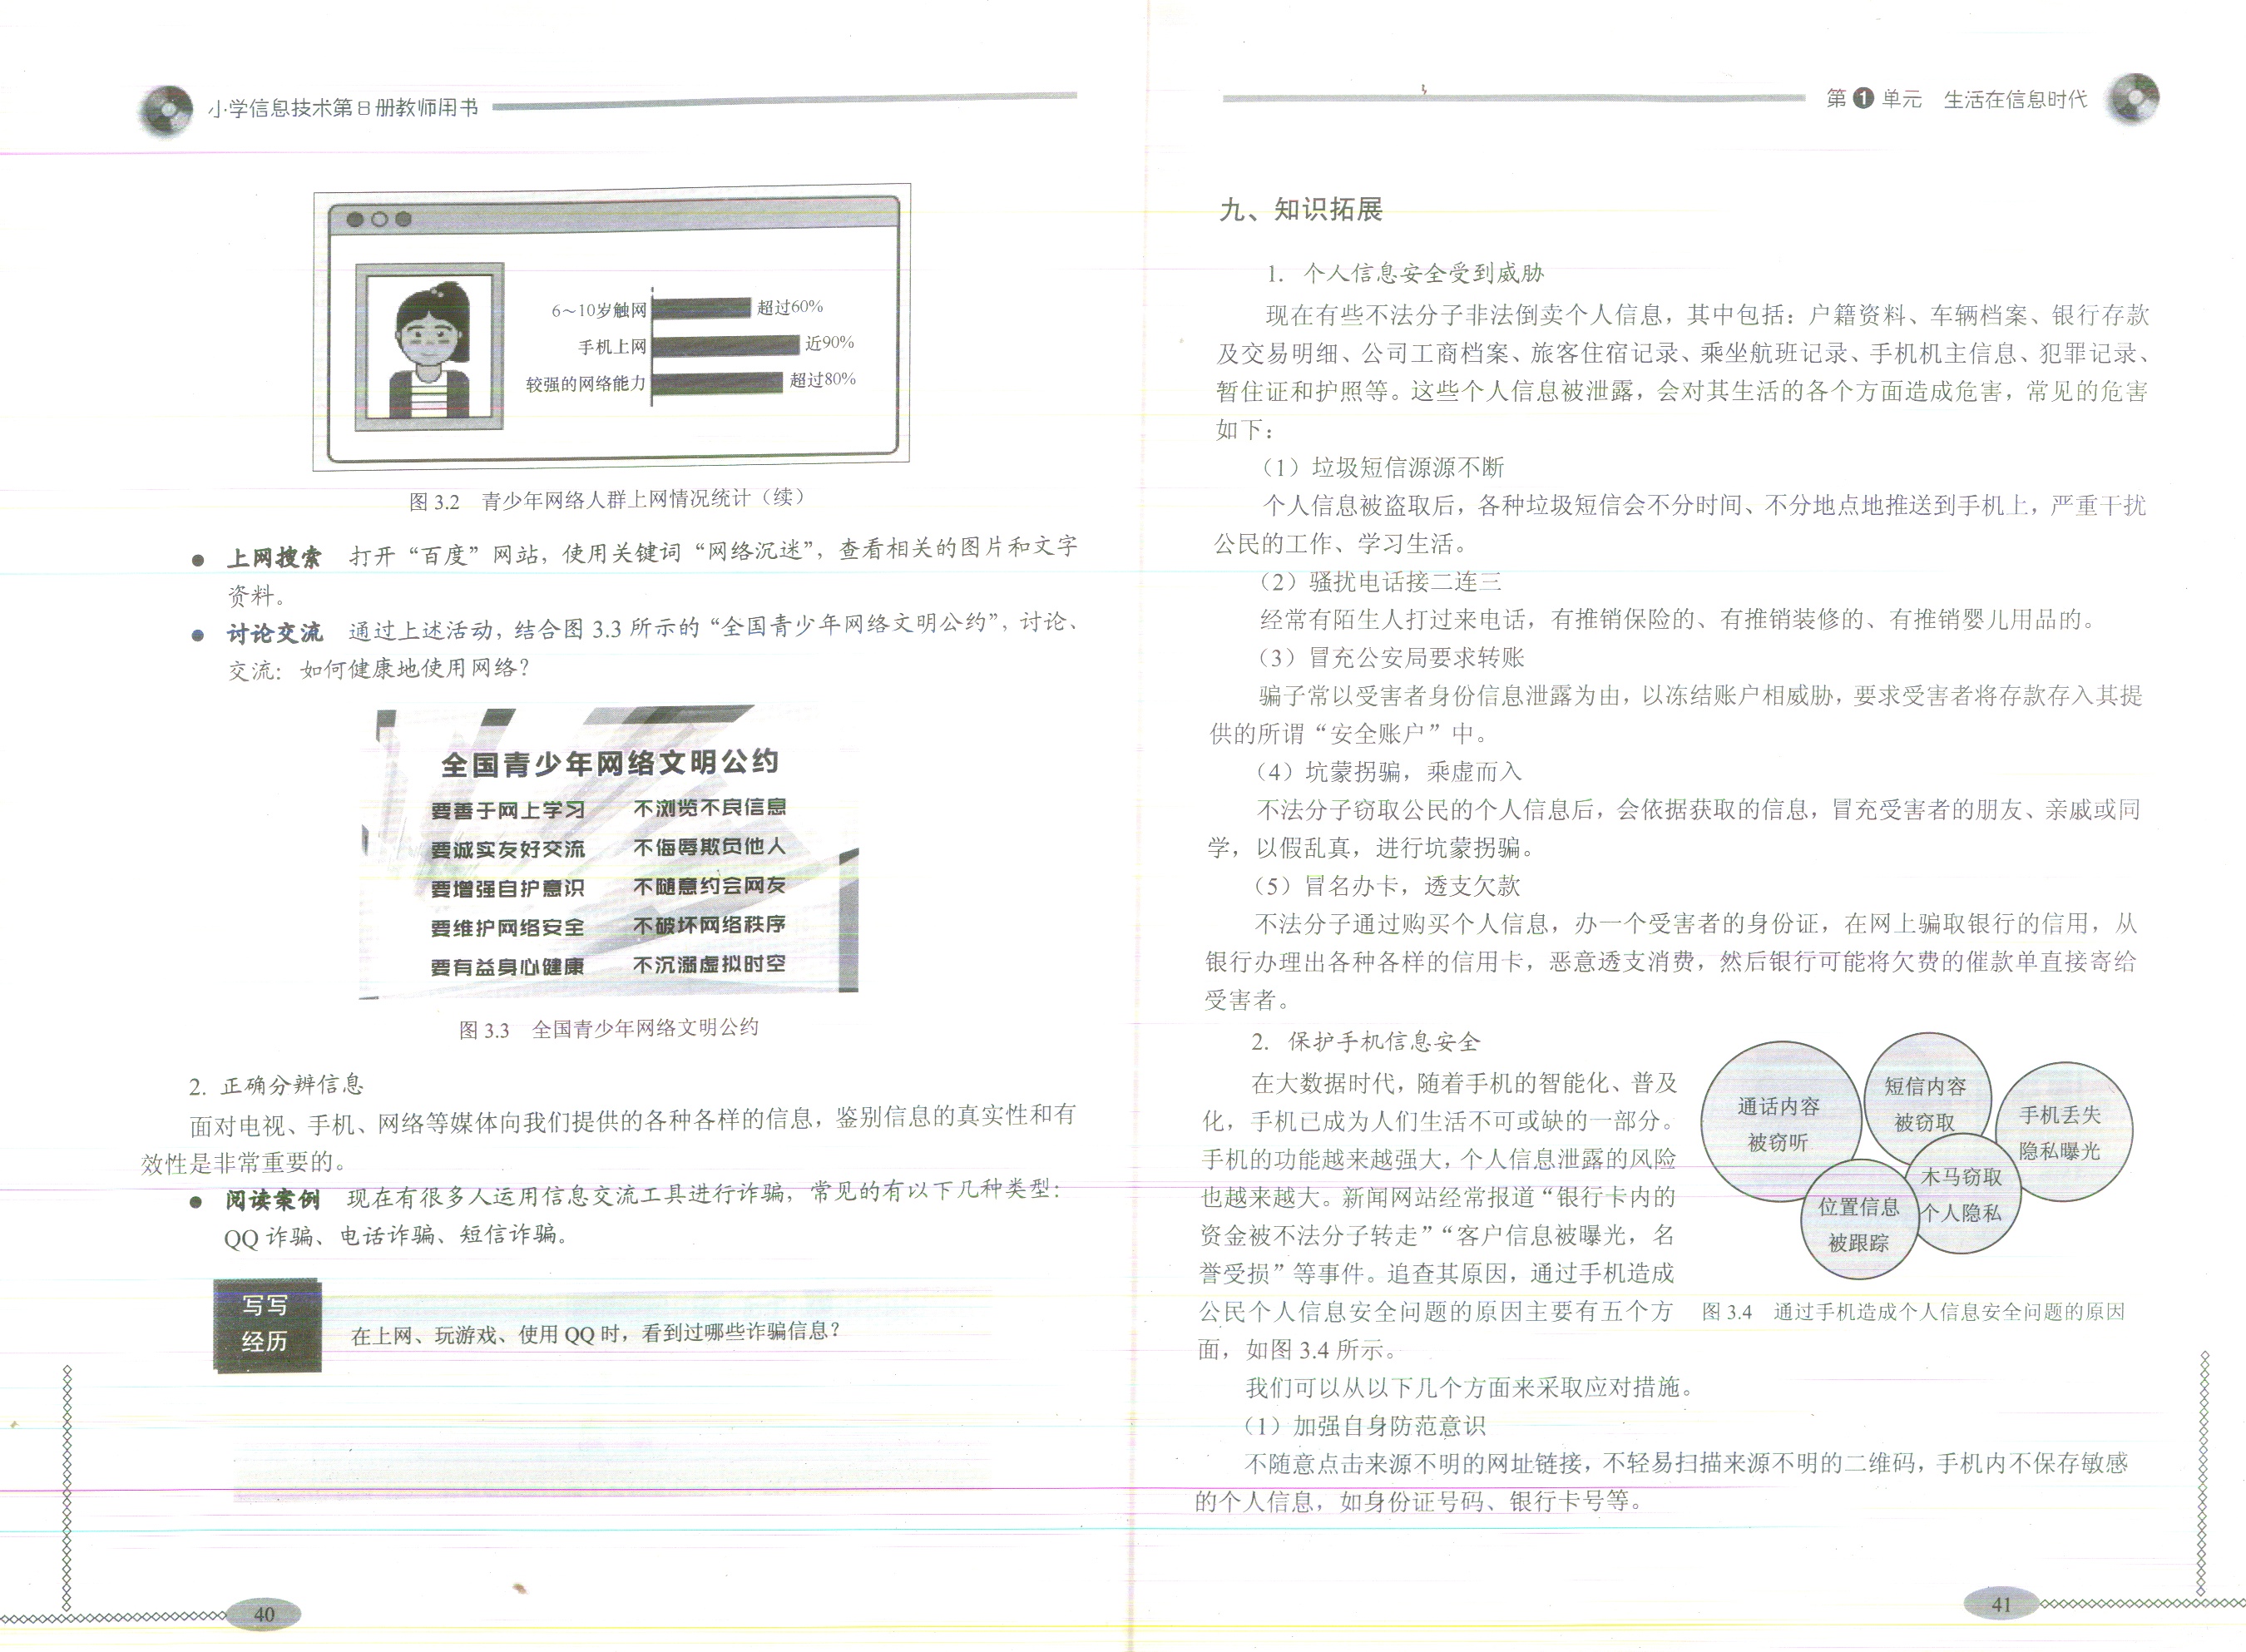 小学信息技术第8册教师用书
6～10岁触网 超过60%
手机上网 近90%
较强的网络能力 超过80%
图 3.2 青少年网络人群上网情况统计（续）
● 上网搜索 打开“百度”网站，使用关键词“网络沉迷”，查看相关的图片和文字
资料。
● 讨论交流 通过上述活动，结合图 3.3 所示的“全国青少年网络文明公约”，讨论、
交流：如何健康地使用网络？
全国青少年网络文明公约
要善于网上学习 不浏览不良信息
要诚实友好交流 不侮辱欺负他人
要增强自护意识 不随意约会网友
要维护网络安全 不破坏网络秩序
要有益身心健康 不沉溺虚拟时空
图 3.3 全国青少年网络文明公约
2. 正确分辨信息
面对电视、手机、网络等媒体向我们提供的各种各样的信息，鉴别信息的真实性和有
效性是非常重要的。
● 阅读案例 现在有很多人运用信息交流工具进行诈骗，常见的有以下几种类型：
QQ 诈骗、电话诈骗、短信诈骗。
写写
经历
在上网、玩游戏、使用 QQ 时，看到过哪些诈骗信息？
40
第1单元 生活在信息时代
九、知识拓展
1. 个人信息安全受到威胁
现在有些不法分子非法倒卖个人信息，其中包括：户籍资料、车辆档案、银行存款
及交易明细、公司工商档案、旅客住宿记录、乘坐航班记录、手机机主信息、犯罪记录、
暂住证和护照等。这些个人信息被泄露，会对其生活的各个方面造成危害，常见的危害
如下：
（1）垃圾短信源源不断
个人信息被盗取后，各种垃圾短信会不分时间、不分地点地推送到手机上，严重干扰
公民的工作、学习生活。
（2）骚扰电话接二连三
经常有陌生人打过来电话，有推销保险的、有推销装修的、有推销婴儿用品的。
（3）冒充公安局要求转账
骗子常以受害者身份信息泄露为由，以冻结账户相威胁，要求受害者将存款存入其提
供的所谓“安全账户”中。
（4）坑蒙拐骗，乘虚而入
不法分子窃取公民的个人信息后，会依据获取的信息，冒充受害者的朋友、亲戚或同
学，以假乱真，进行坑蒙拐骗。
（5）冒名办卡，透支欠款
不法分子通过购买个人信息，办一个受害者的身份证，在网上骗取银行的信用，从
银行办理出各种各样的信用卡，恶意透支消费，然后银行可能将欠费的催款单直接寄给
受害者。
2. 保护手机信息安全
在大数据时代，随着手机的智能化、普及
化，手机已成为人们生活不可或缺的一部分。
手机的功能越来越强大，个人信息泄露的风险
也越来越大。新闻网站经常报道“银行卡内的
资金被不法分子转走”“客户信息被曝光，名
誉受损”等事件。追查其原因，通过手机造成
公民个人信息安全问题的原因主要有五个方
面，如图 3.4 所示。
通话内容
被窃听
短信内容
被窃取
手机丢失
隐私曝光
木马窃取
个人隐私
位置信息
被跟踪
图 3.4 通过手机造成个人信息安全问题的原因
我们可以从以下几个方面来采取应对措施。
（1）加强自身防范意识
不随意点击来源不明的网址链接，不轻易扫描来源不明的二维码，手机内不保存敏感
的个人信息，如身份证号码、银行卡号等。
41